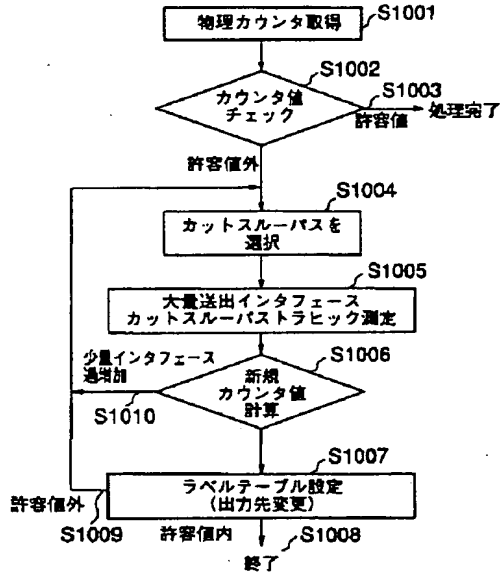 物理カウンタ取得
S1001
S1002
カウンタ値
チェック
S1003
許容値
処理完了
許容値外
S1004
カットスルーパスを
選択
S1005
大量送出インタフェース
カットスルーパストラヒック測定
少量インタフェース
過増加
S1006
新規
カウンタ値
計算
S1010
S1007
ラベルテーブル設定
(出力先変更)
許容値外
S1009
許容値内
S1008
終了